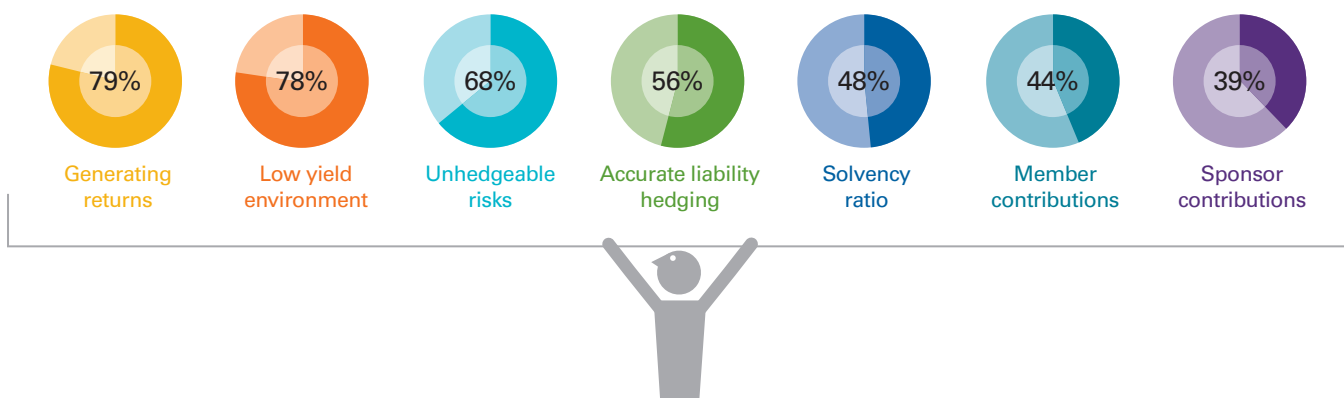 79%
78%
68%
56%
48%
44%
39%
Generating
returns
Low yield
environment
Unhedgeable
risks
Accurate liability
hedging
Solvency
ratio
Member
contributions
Sponsor
contributions